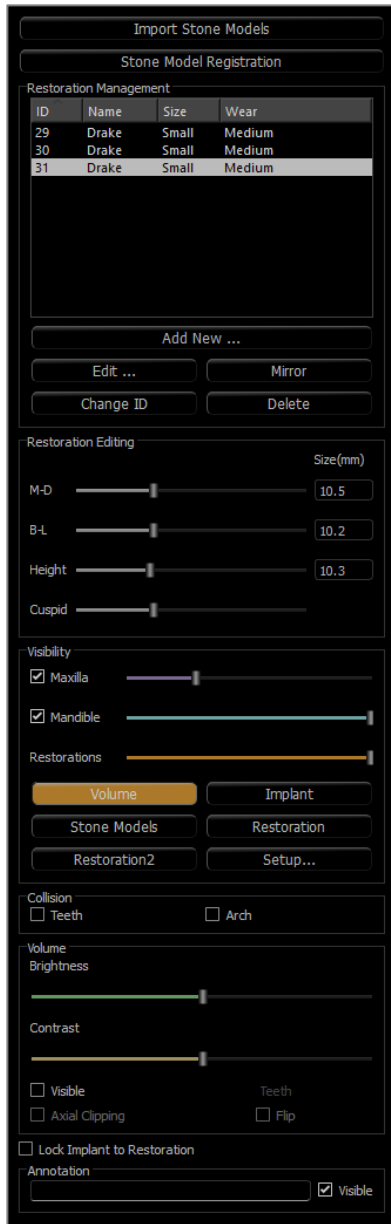 Import Stone Models
Stone Model Registration
Restoration Management
ID Name Size Wear
29 Drake Small Medium
30 Drake Small Medium
31 Drake Small Medium
Add New ...
Edit ... Mirror
Change ID Delete
Restoration Editing
Size(mm)
M-D 10.5
B-L 10.2
Height 10.3
Cuspid
Visibility
Maxilla
Mandible
Restorations
Volume Implant
Stone Models Restoration
Restoration2 Setup...
Collision
Teeth Arch
Volume
Brightness
Contrast
Visible Teeth
Axial Clipping Flip
Lock Implant to Restoration
Annotation
Visible